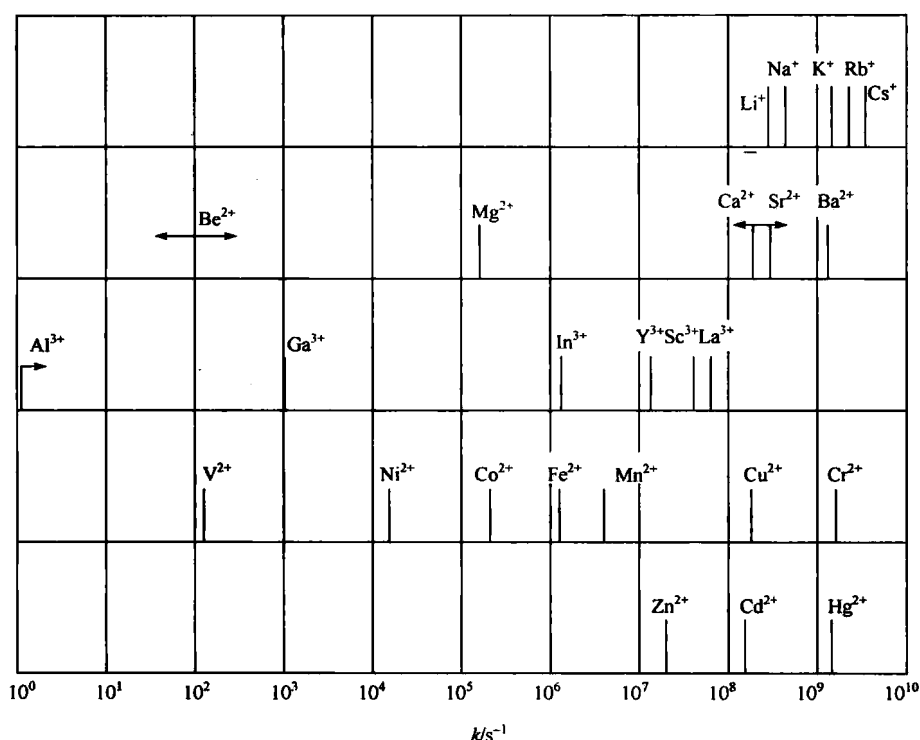 Na⁺ K⁺ Rb⁺
Li⁺ Cs⁺
Be²⁺ Mg²⁺ Ca²⁺ Sr²⁺ Ba²⁺
Al³⁺ Ga³⁺ In³⁺ Y³⁺ Sc³⁺ La³⁺
V²⁺ Ni²⁺ Co²⁺ Fe²⁺ Mn²⁺ Cu²⁺ Cr²⁺
Zn²⁺ Cd²⁺ Hg²⁺
10⁰ 10¹ 10² 10³ 10⁴ 10⁵ 10⁶ 10⁷ 10⁸ 10⁹ 10¹⁰
k/s⁻¹